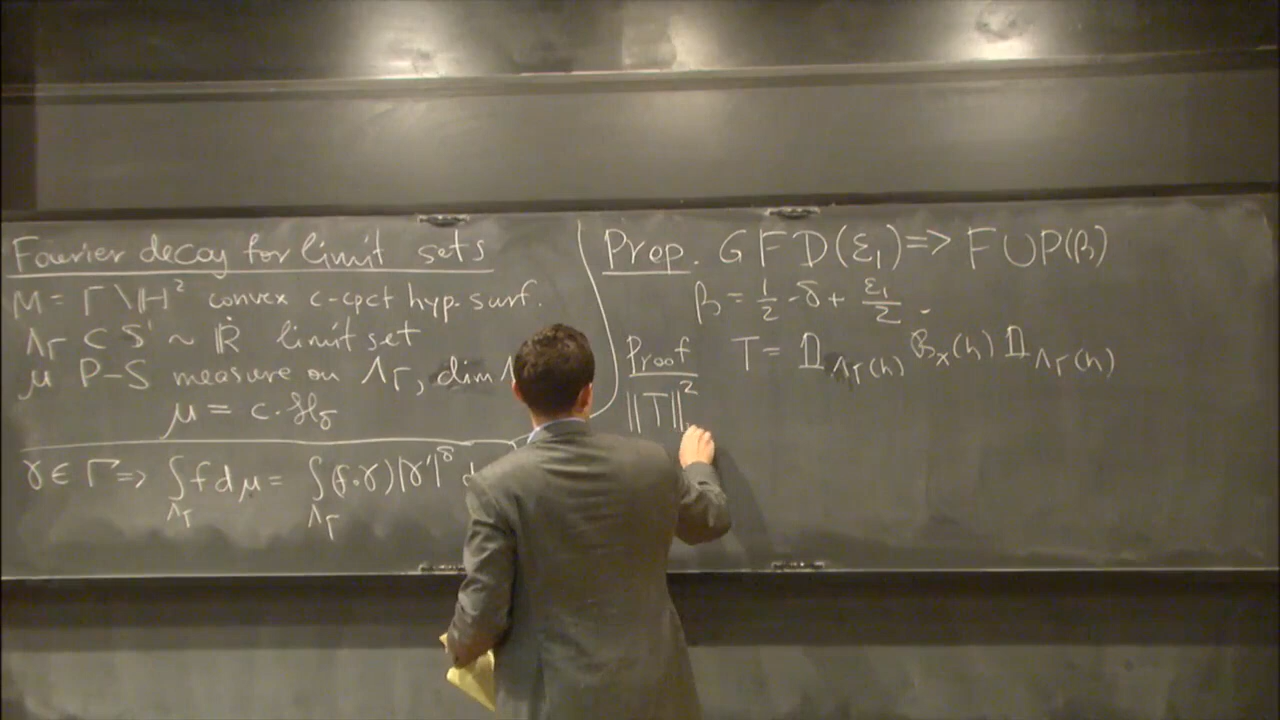 Fourier decay for limit sets
M = Γ\ℍ² convex c-cpct hyp. surf.
Λ_Γ ⊂ S¹ ~ Ṙ limit set
μ P-S measure on Λ_Γ, dim Λ
μ = c·ℋ_δ
γ ∈ Γ ⇒ ∫_{Λ_Γ} f dμ = ∫_{Λ_Γ} (f∘γ)|γ'|^δ d
Prop. GFD(ε₁) ⇒ FUP(β)
β = 1/2 - δ + ε₁/2.
Proof T = 𝟙_{Λ_Γ(h)} B_χ(h) 𝟙_{Λ_Γ(h)}
‖T‖²